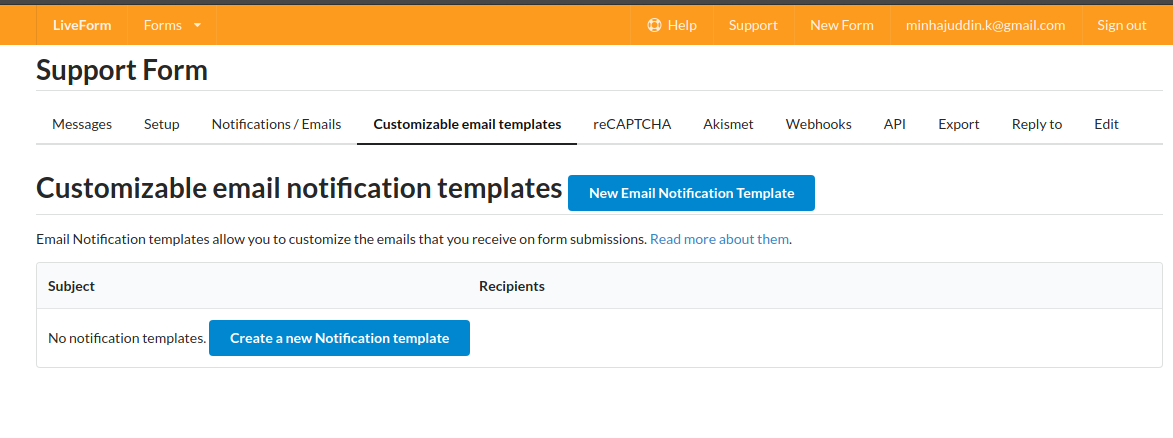 LiveForm Forms Help Support New Form minhajuddin.k@gmail.com Sign out
Support Form
Messages Setup Notifications / Emails Customizable email templates reCAPTCHA Akismet Webhooks API Export Reply to Edit
Customizable email notification templates New Email Notification Template
Email Notification templates allow you to customize the emails that you receive on form submissions. Read more about them.
Subject Recipients
No notification templates. Create a new Notification template